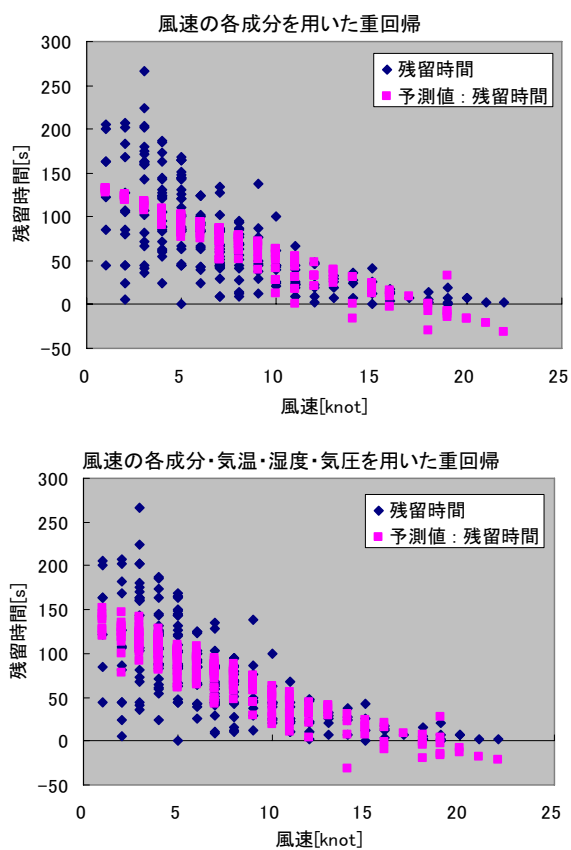 風速の各成分を用いた重回帰
300
250
200
150
100
50
0
-50
残留時間[s]
残留時間
予測値：残留時間
0 5 10 15 20 25
風速[knot]
風速の各成分・気温・湿度・気圧を用いた重回帰
300
250
200
150
100
50
0
-50
残留時間[s]
残留時間
予測値：残留時間
0 5 10 15 20 25
風速[knot]